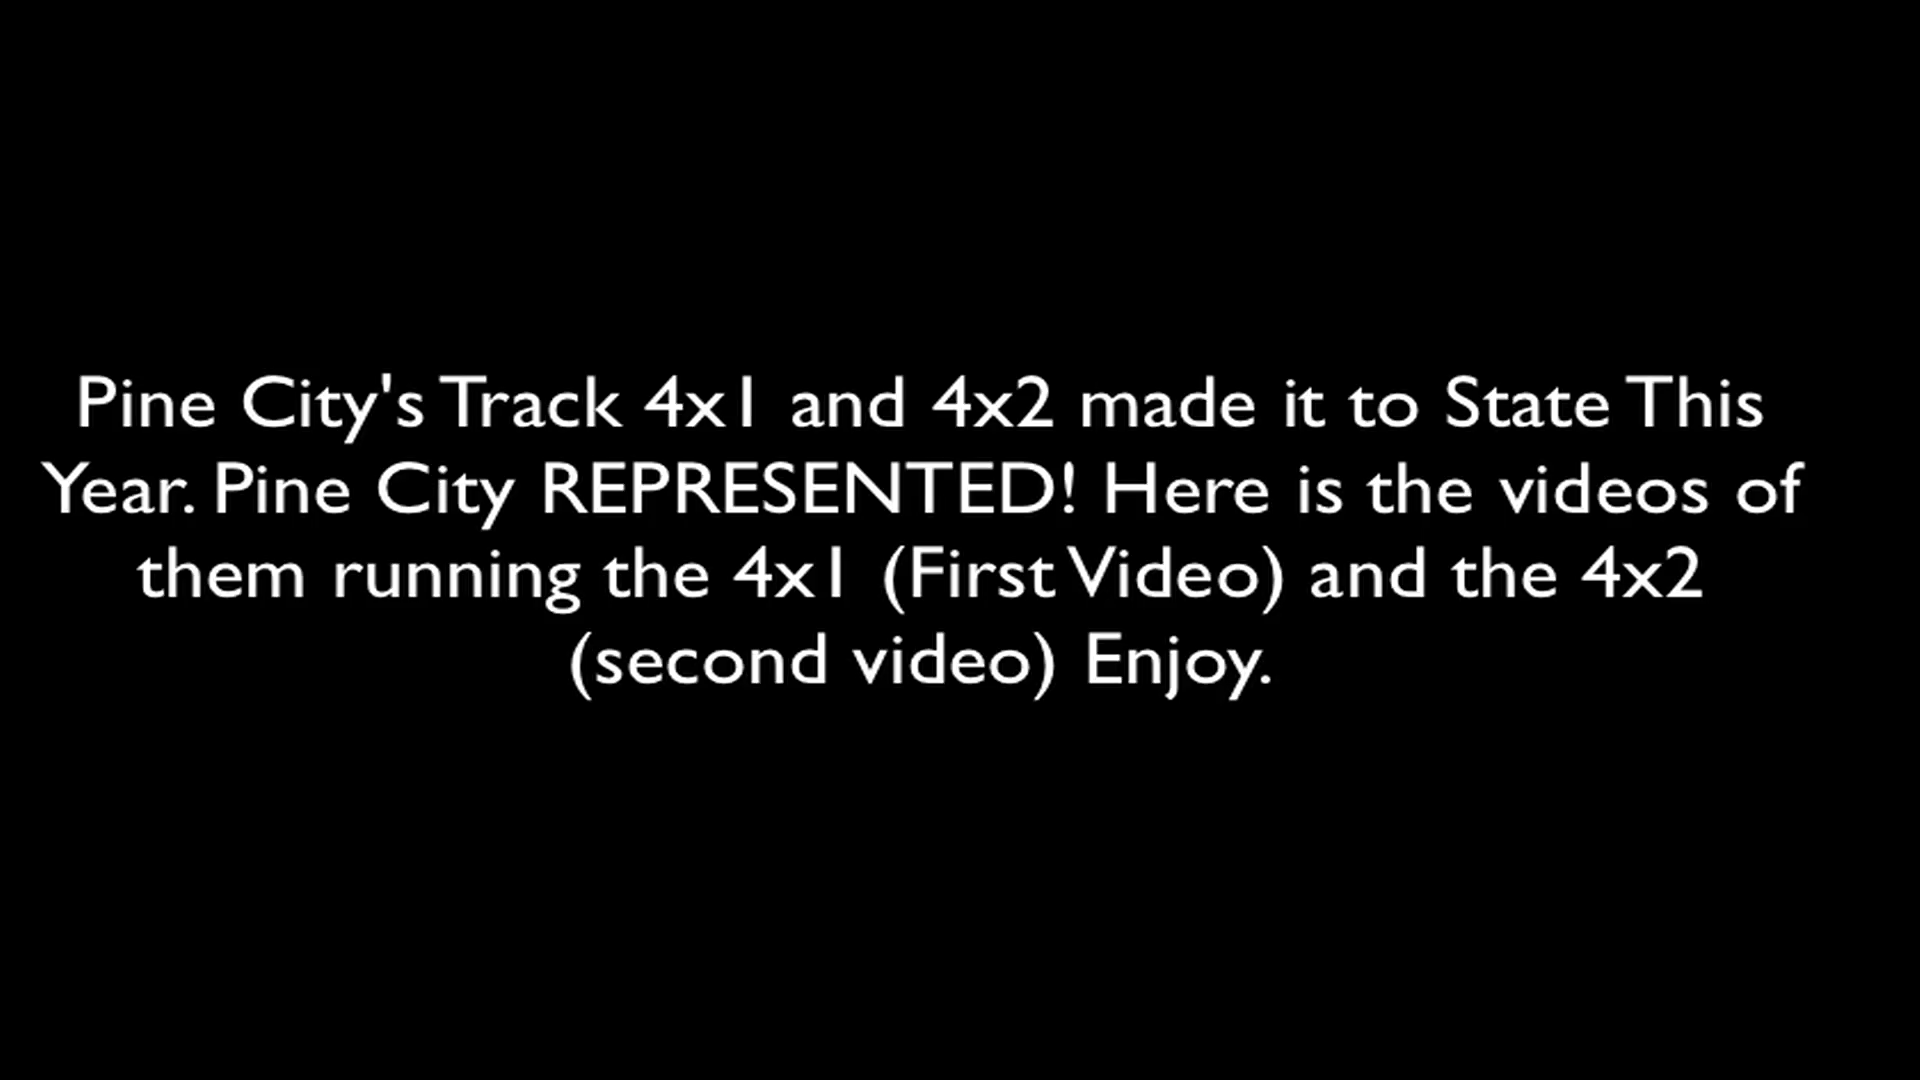 Pine City's Track 4x1 and 4x2 made it to State This
Year. Pine City REPRESENTED! Here is the videos of
them running the 4x1 (First Video) and the 4x2
(second video) Enjoy.